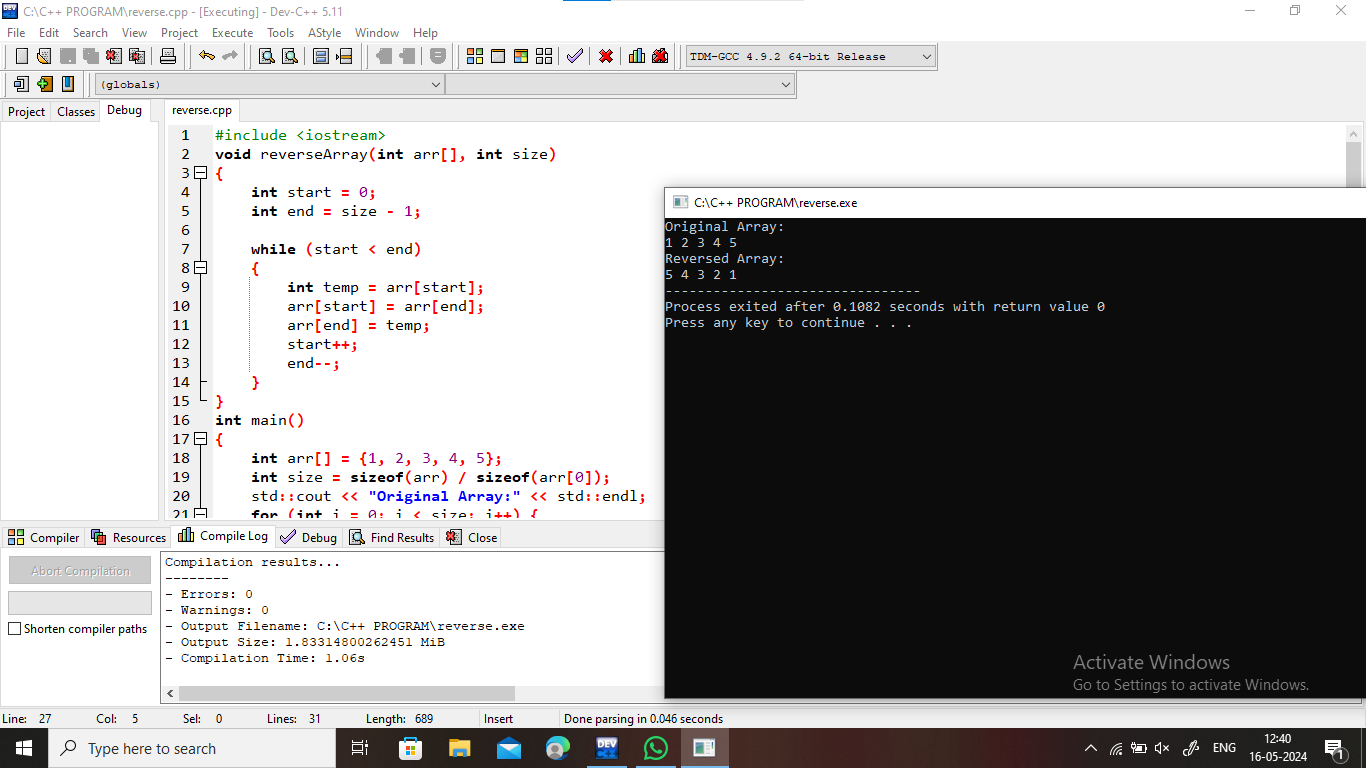 C:\C++ PROGRAM\reverse.cpp - [Executing] - Dev-C++ 5.11
File Edit Search View Project Execute Tools AStyle Window Help
TDM-GCC 4.9.2 64-bit Release
(globals)
Project Classes Debug
reverse.cpp
1 #include <iostream>
2 void reverseArray(int arr[], int size)
3 {
4 int start = 0;
5 int end = size - 1;
6
7 while (start < end)
8 {
9 int temp = arr[start];
10 arr[start] = arr[end];
11 arr[end] = temp;
12 start++;
13 end--;
14 }
15 }
16 int main()
17 {
18 int arr[] = {1, 2, 3, 4, 5};
19 int size = sizeof(arr) / sizeof(arr[0]);
20 std::cout << "Original Array:" << std::endl;
21 for (int i = 0; i < size; i++) {
C:\C++ PROGRAM\reverse.exe
Original Array:
1 2 3 4 5
Reversed Array:
5 4 3 2 1
--------------------------------
Process exited after 0.1082 seconds with return value 0
Press any key to continue . . .
Compiler Resources Compile Log Debug Find Results Close
Abort Compilation
Shorten compiler paths
Compilation results...
--------
- Errors: 0
- Warnings: 0
- Output Filename: C:\C++ PROGRAM\reverse.exe
- Output Size: 1.83314800262451 MiB
- Compilation Time: 1.06s
Activate Windows
Go to Settings to activate Windows.
Line: 27 Col: 5 Sel: 0 Lines: 31 Length: 689 Insert Done parsing in 0.046 seconds
Type here to search
DEV
ENG
12:40
16-05-2024
1